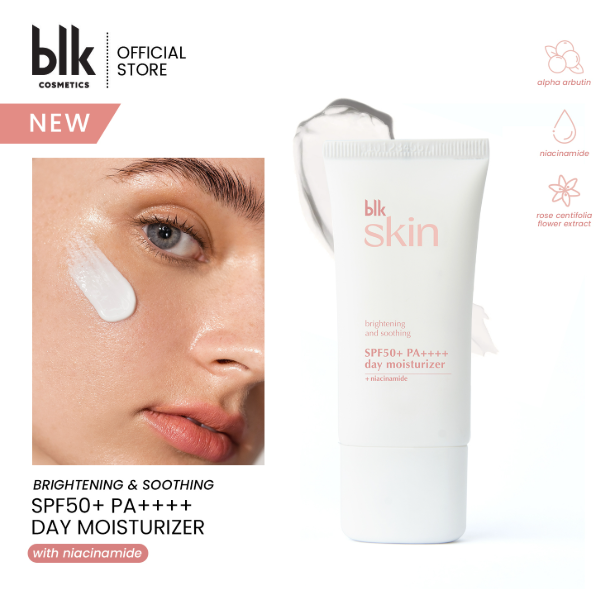 blk
COSMETICS
OFFICIAL
STORE
NEW
alpha arbutin
niacinamide
rose centifolia
flower extract
blk
skin
brightening
and soothing
SPF50+ PA++++
day moisturizer
+niacinamide
BRIGHTENING & SOOTHING
SPF50+ PA++++
DAY MOISTURIZER
with niacinamide